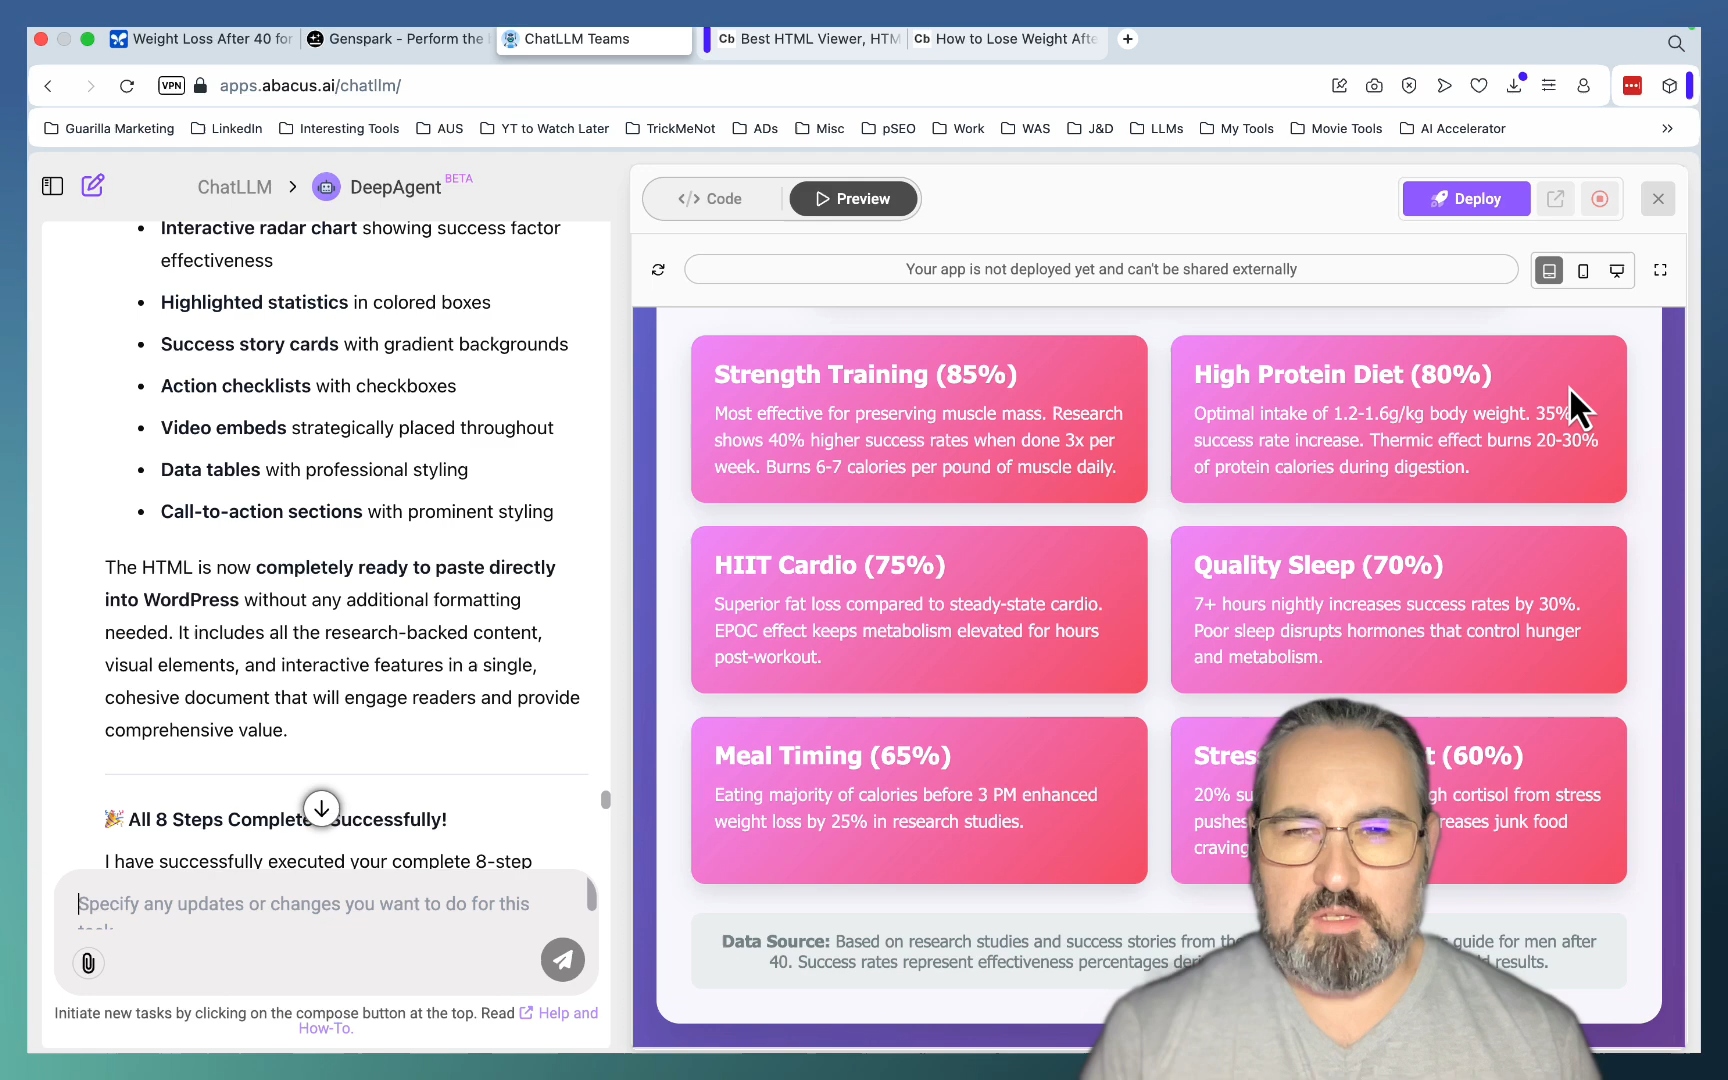 Weight Loss After 40 for
Genspark - Perform the
ChatLLM Teams
Cb Best HTML Viewer, HTM
Cb How to Lose Weight Afte
VPN apps.abacus.ai/chatllm/
Guarilla Marketing
LinkedIn
Interesting Tools
AUS
YT to Watch Later
TrickMeNot
ADs
Misc
pSEO
Work
WAS
J&D
LLMs
My Tools
Movie Tools
AI Accelerator
ChatLLM > DeepAgent BETA
• Interactive radar chart showing success factor
effectiveness
• Highlighted statistics in colored boxes
• Success story cards with gradient backgrounds
• Action checklists with checkboxes
• Video embeds strategically placed throughout
• Data tables with professional styling
• Call-to-action sections with prominent styling
The HTML is now completely ready to paste directly
into WordPress without any additional formatting
needed. It includes all the research-backed content,
visual elements, and interactive features in a single,
cohesive document that will engage readers and provide
comprehensive value.
🎉 All 8 Steps Complete Successfully!
I have successfully executed your complete 8-step
Specify any updates or changes you want to do for this
Initiate new tasks by clicking on the compose button at the top. Read Help and
How-To.
</> Code
Preview
Deploy
Your app is not deployed yet and can't be shared externally
Strength Training (85%)
Most effective for preserving muscle mass. Research
shows 40% higher success rates when done 3x per
week. Burns 6-7 calories per pound of muscle daily.
High Protein Diet (80%)
Optimal intake of 1.2-1.6g/kg body weight. 35%
success rate increase. Thermic effect burns 20-30%
of protein calories during digestion.
HIIT Cardio (75%)
Superior fat loss compared to steady-state cardio.
EPOC effect keeps metabolism elevated for hours
post-workout.
Quality Sleep (70%)
7+ hours nightly increases success rates by 30%.
Poor sleep disrupts hormones that control hunger
and metabolism.
Meal Timing (65%)
Eating majority of calories before 3 PM enhanced
weight loss by 25% in research studies.
Stres t (60%)
20% su gh cortisol from stress
pushes reases junk food
craving
Data Source: Based on research studies and success stories from the guide for men after
40. Success rates represent effectiveness percentages deri results.